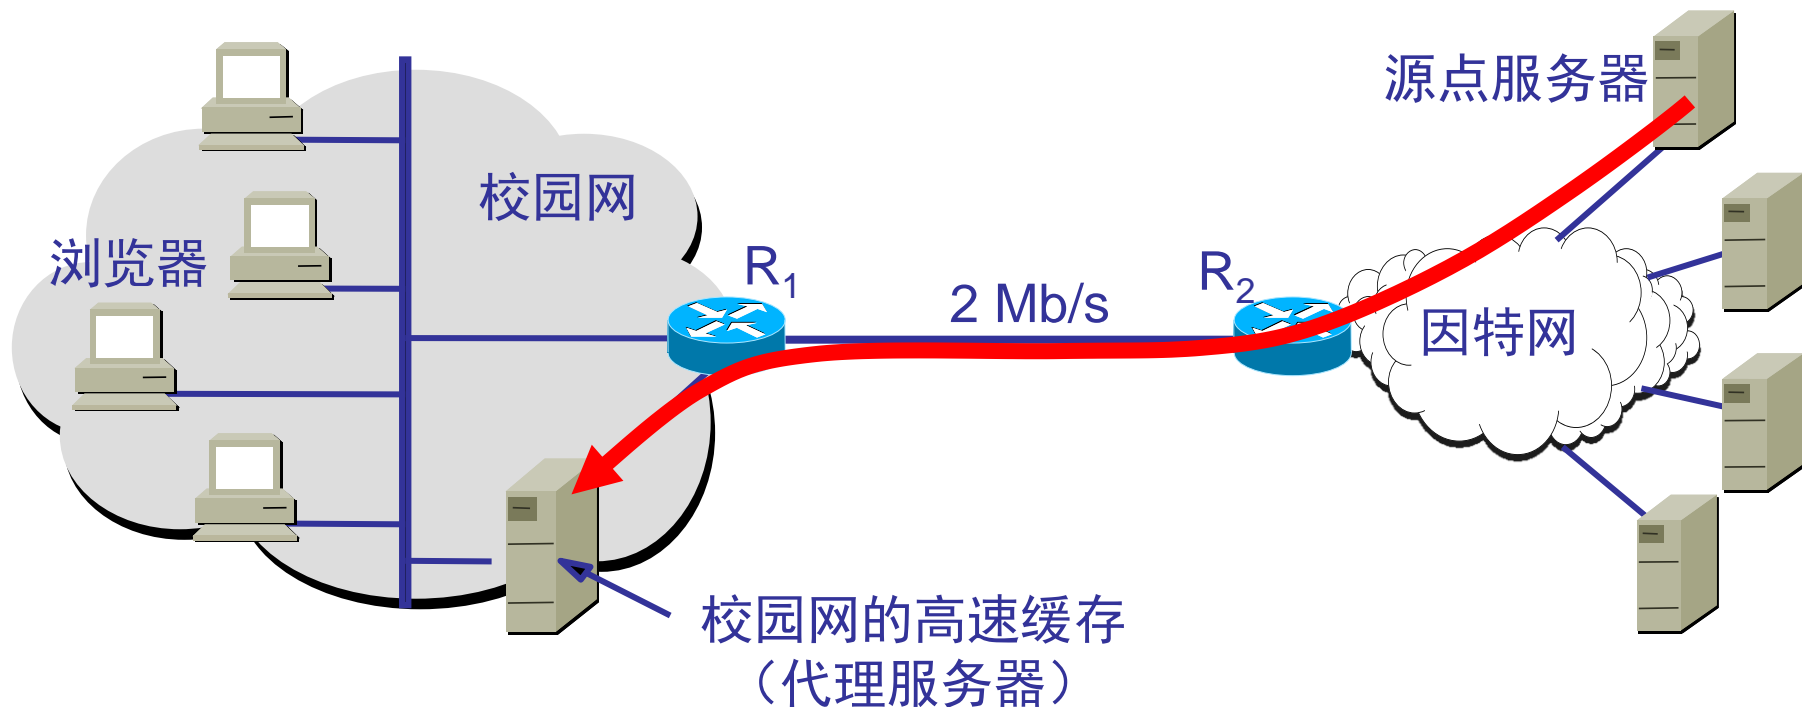 源点服务器
校园网
浏览器
R1
2 Mb/s
R2
因特网
校园网的高速缓存
（代理服务器）